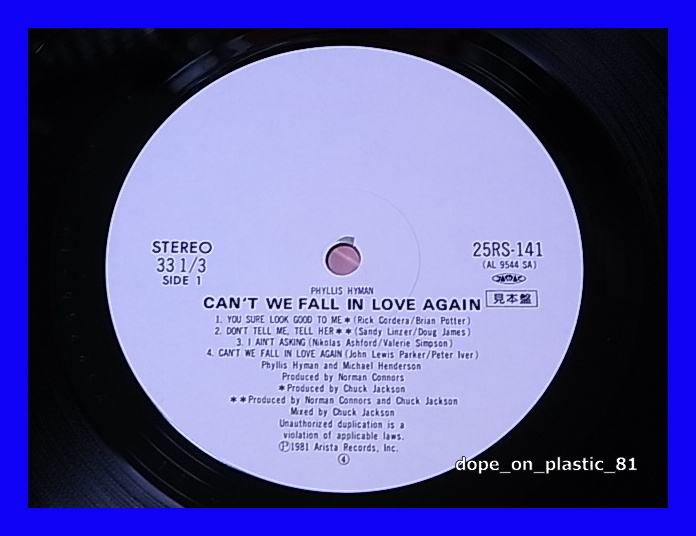 STEREO
33 1/3
SIDE 1
25RS-141
(AL 9544 SA)
見本盤
PHYLLIS HYMAN
CAN'T WE FALL IN LOVE AGAIN
1. YOU SURE LOOK GOOD TO ME * (Rick Cordera/Brian Potter)
2. DON'T TELL ME, TELL HER ** (Sandy Linzer/Doug James)
3. I AIN'T ASKING (Nikolas Ashford/Valerie Simpson)
4. CAN'T WE FALL IN LOVE AGAIN (John Lewis Parker/Peter Iver)
Phyllis Hyman and Michael Henderson
Produced by Norman Connors
* Produced by Chuck Jackson
** Produced by Norman Connors and Chuck Jackson
Mixed by Chuck Jackson
Unauthorized duplication is a
violation of applicable laws.
Ⓟ1981 Arista Records, Inc.
④
dope_on_plastic_81